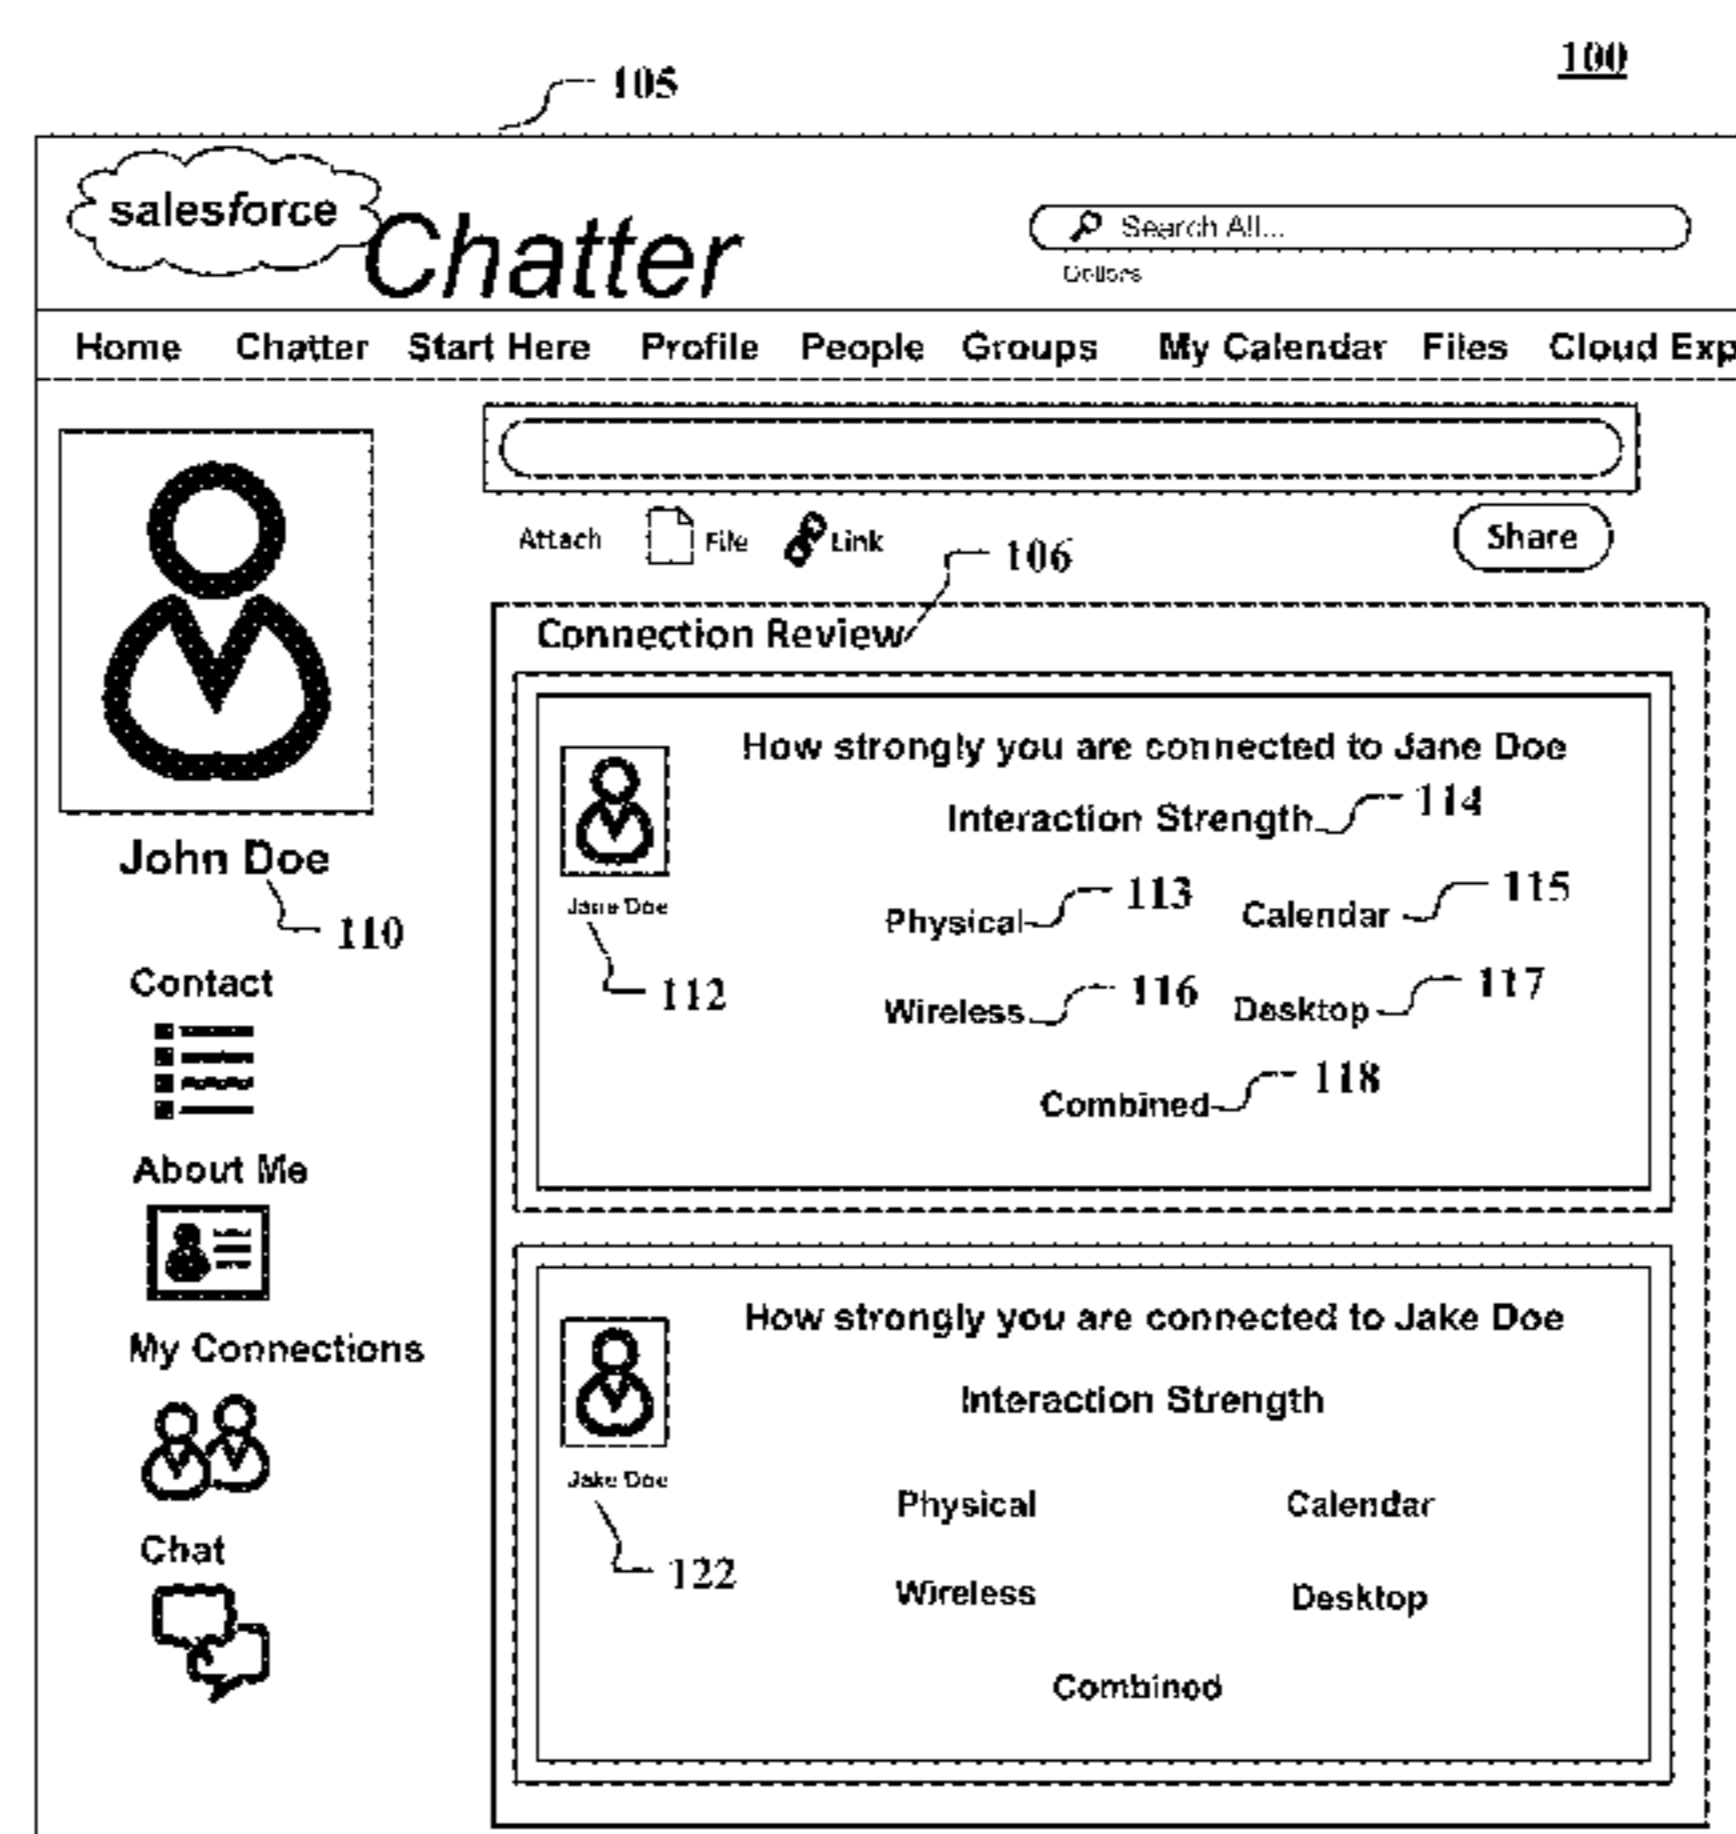 100
105
salesforce
Chatter
Search All...
Options
Home Chatter Start Here Profile People Groups My Calendar Files Cloud Exp
Attach File Link Share
106
Connection Review
How strongly you are connected to Jane Doe
Interaction Strength 114
Jane Doe
112
Physical 113 Calendar 115
Wireless 116 Desktop 117
Combined 118
John Doe
110
Contact
About Me
My Connections
Chat
How strongly you are connected to Jake Doe
Interaction Strength
Jake Doe
122
Physical Calendar
Wireless Desktop
Combined